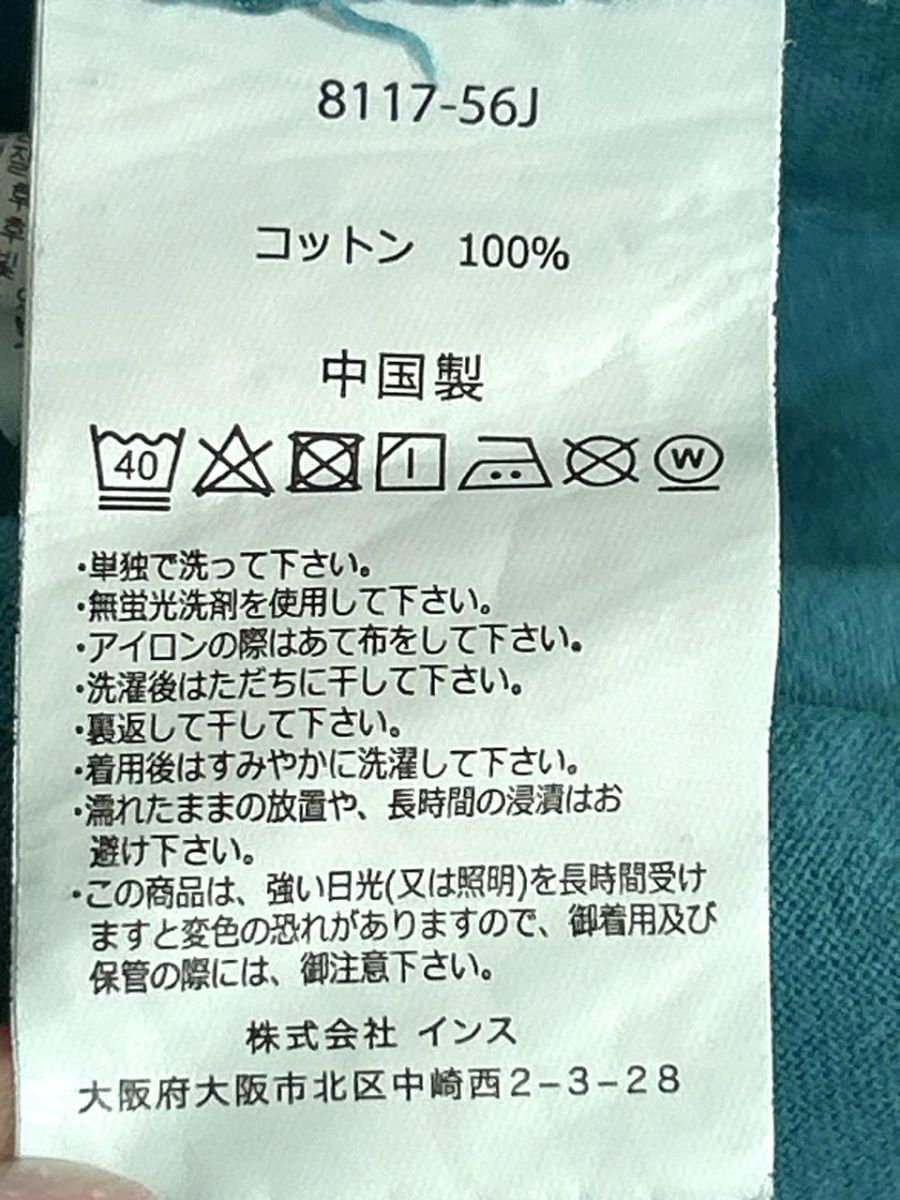 8117-56J
コットン 100%
中国製
40
W
・単独で洗って下さい。
・無蛍光洗剤を使用して下さい。
・アイロンの際はあて布をして下さい。
・洗濯後はただちに干して下さい。
・裏返して干して下さい。
・着用後はすみやかに洗濯して下さい。
・濡れたままの放置や、長時間の浸漬はお
避け下さい。
・この商品は、強い日光(又は照明)を長時間受け
ますと変色の恐れがありますので、御着用及び
保管の際には、御注意下さい。
株式会社 インス
大阪府大阪市北区中崎西2-3-28